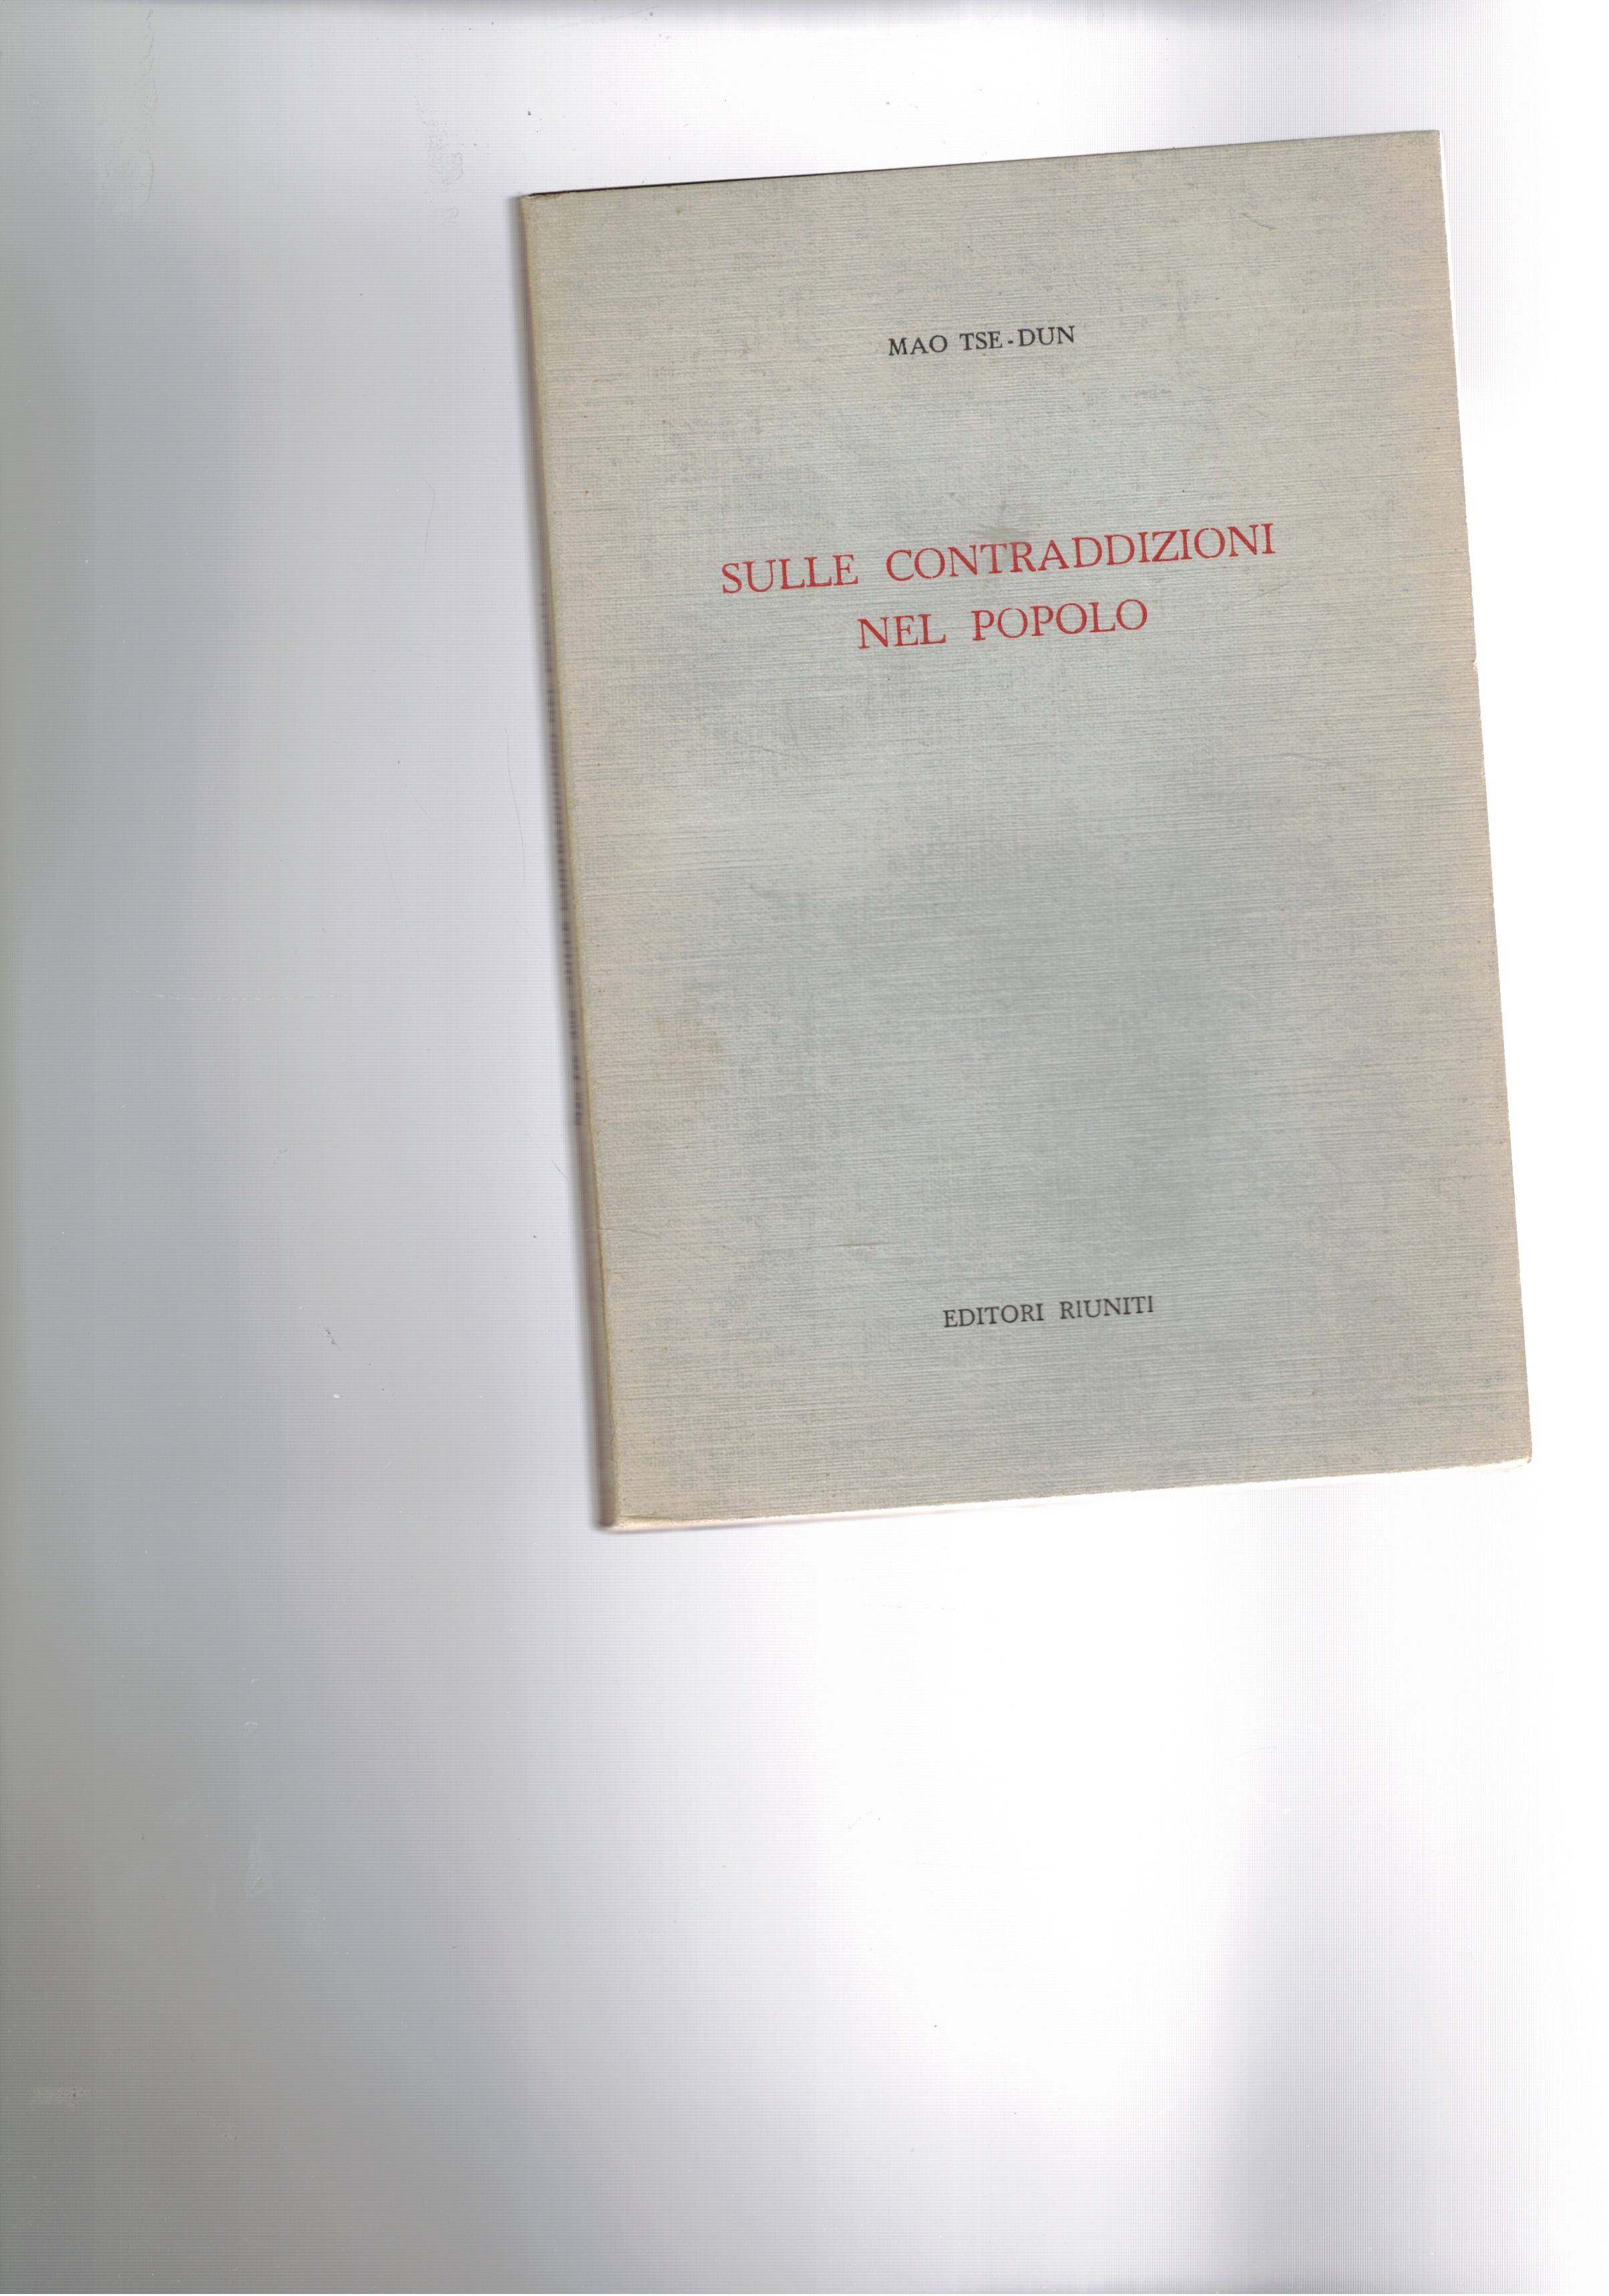 MAO TSE-DUN
SULLE CONTRADDIZIONI
NEL POPOLO
EDITORI RIUNITI